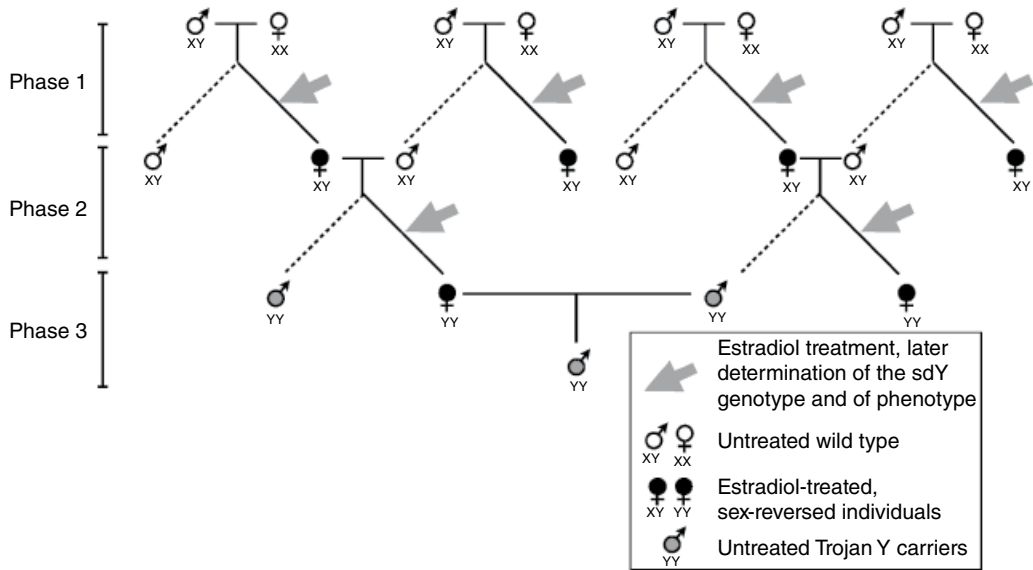 XY XX XY XX XY XX XY XX
Phase 1
XY XY XY XY XY XY XY XY
Phase 2
YY YY YY YY
Phase 3
YY
Estradiol treatment, later
determination of the sdY
genotype and of phenotype
Untreated wild type
XY XX
Estradiol-treated,
sex-reversed individuals
XY YY
Untreated Trojan Y carriers
YY